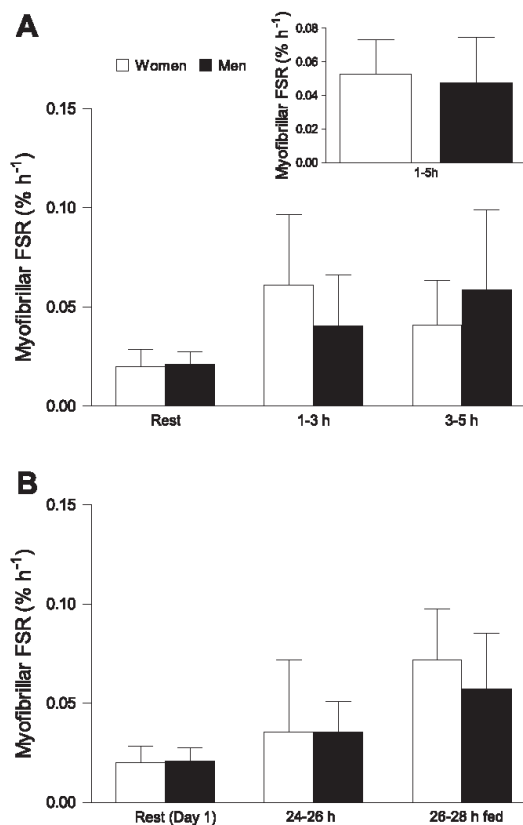 A
Women Men
Myofibrillar FSR (% h⁻¹)
0.15
0.10
0.05
0.00
Rest 1-3 h 3-5 h
Myofibrillar FSR (% h⁻¹)
0.08
0.06
0.04
0.02
0.00
1-5h
B
Myofibrillar FSR (% h⁻¹)
0.15
0.10
0.05
0.00
Rest (Day 1) 24-26 h 26-28 h fed